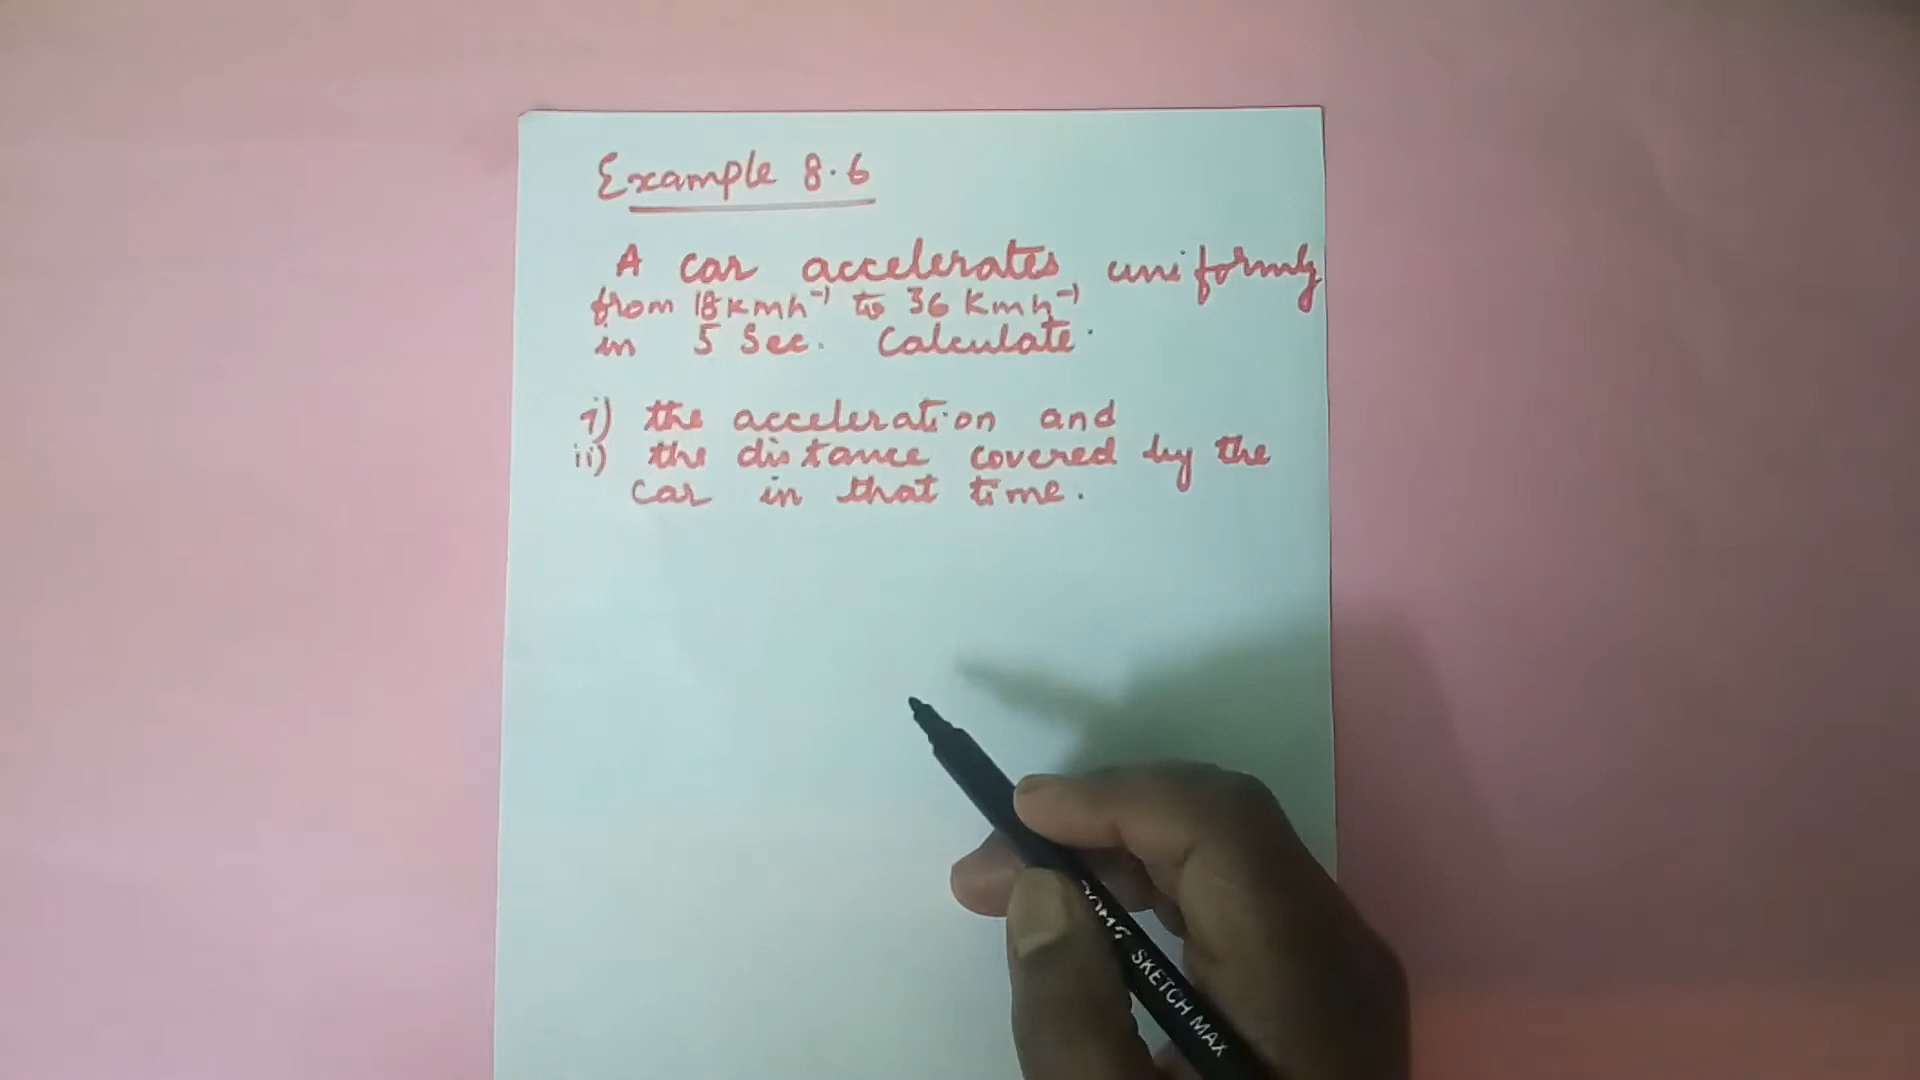 Example 8.6
A car accelerates uniformly
from 18 Kmh⁻¹ to 36 Kmh⁻¹
in 5 Sec. Calculate.
i) the acceleration and
ii) the distance covered by the
car in that time.
DOMS SKETCH MAX